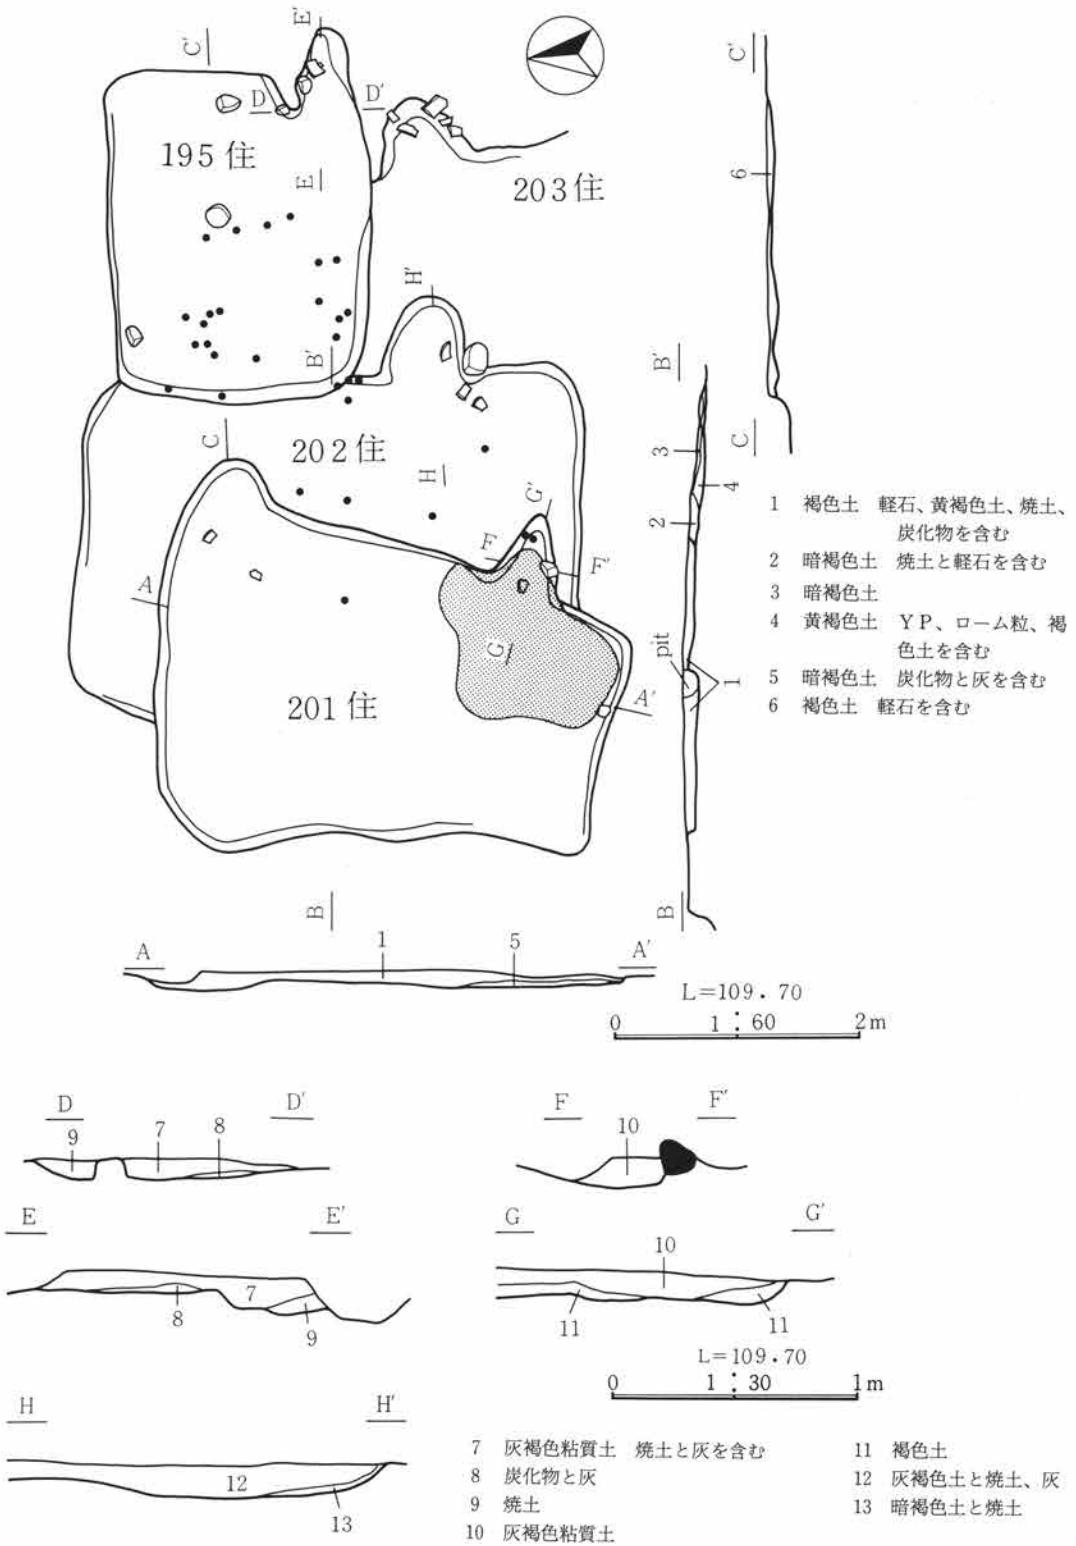 E'
C'
C'
D
D'
195 住
E
203住
6
H'
B'
B'
C
C
202 住
3
H
4
G'
2
F
F'
A
G
pit
1
A'
201 住
1 褐色土 軽石、黄褐色土、焼土、
炭化物を含む
2 暗褐色土 焼土と軽石を含む
3 暗褐色土
4 黄褐色土 YP、ローム粒、褐
色土を含む
5 暗褐色土 炭化物と灰を含む
6 褐色土 軽石を含む
B
B
A
1
5
A'
L=109.70
0 1:60 2m
D
D'
9
7
8
F
F'
10
E
E'
7
8
9
G
G'
10
11
11
L=109.70
0 1:30 1m
H
H'
12
13
7 灰褐色粘質土 焼土と灰を含む
8 炭化物と灰
9 焼土
10 灰褐色粘質土
11 褐色土
12 灰褐色土と焼土、灰
13 暗褐色土と焼土